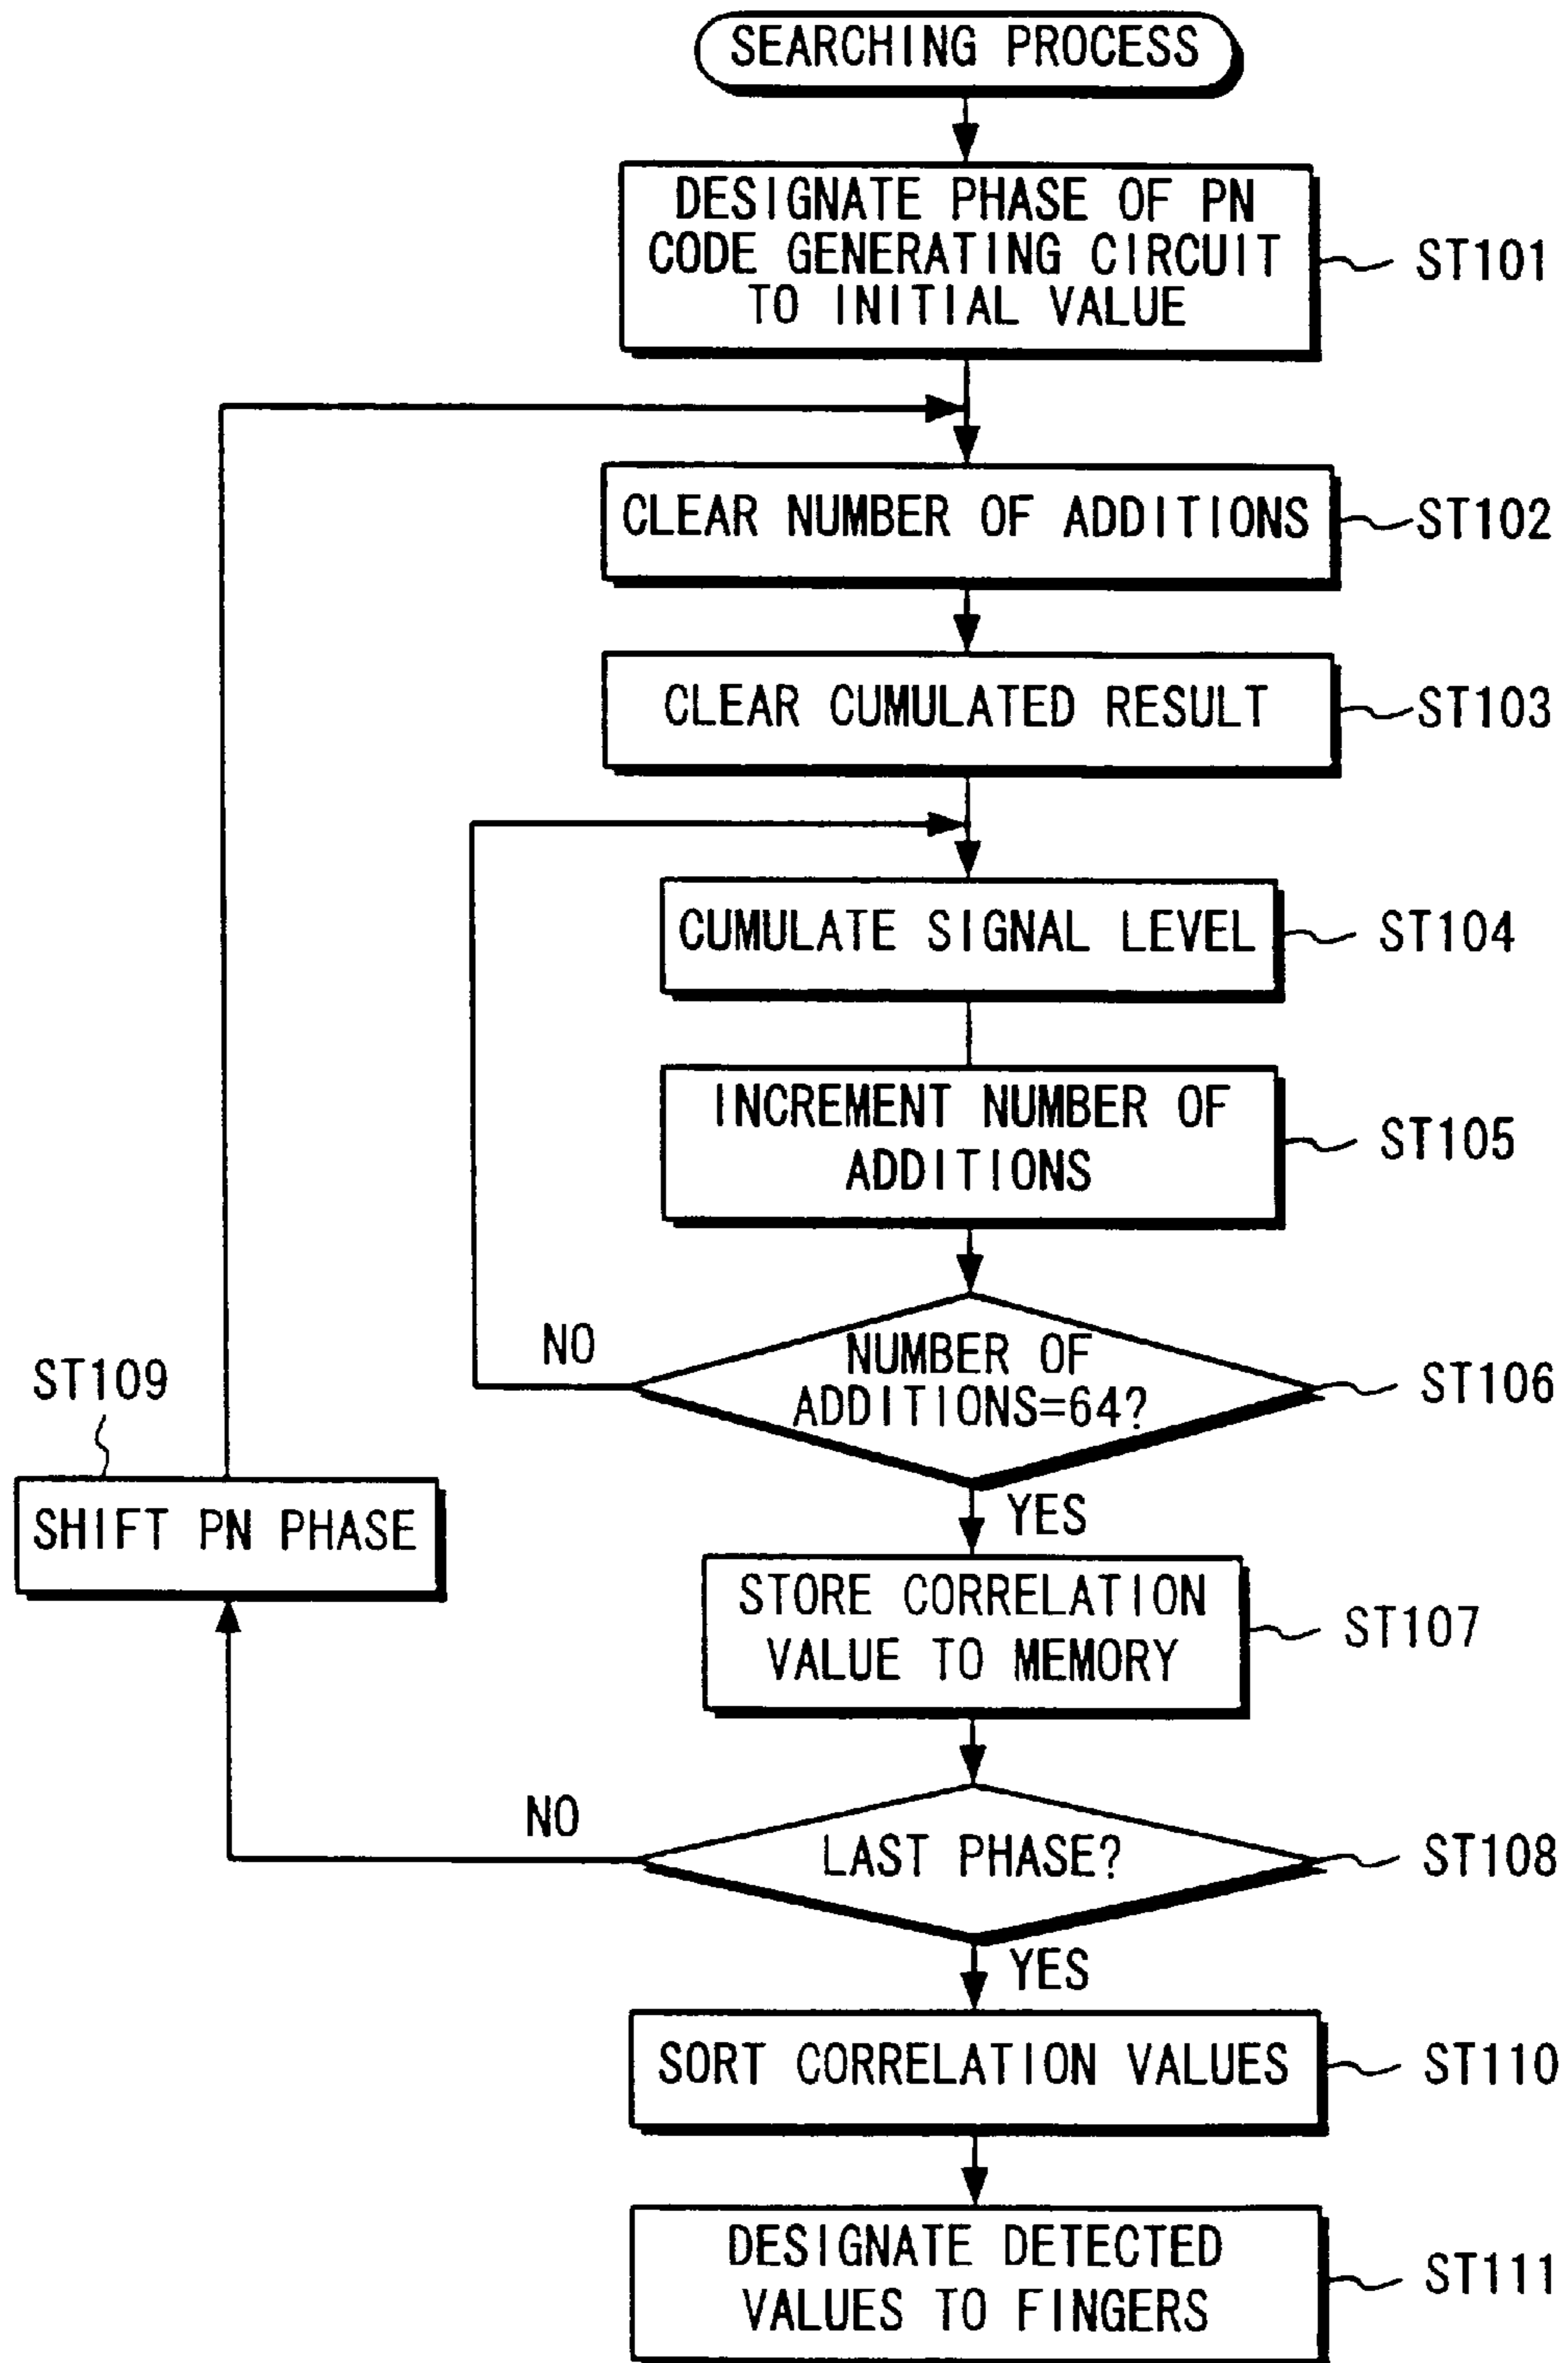 SEARCHING PROCESS
DESIGNATE PHASE OF PN
CODE GENERATING CIRCUIT
TO INITIAL VALUE
ST101
CLEAR NUMBER OF ADDITIONS
ST102
CLEAR CUMULATED RESULT
ST103
CUMULATE SIGNAL LEVEL
ST104
INCREMENT NUMBER OF
ADDITIONS
ST105
NO
NUMBER OF
ADDITIONS=64?
ST106
ST109
SHIFT PN PHASE
YES
STORE CORRELATION
VALUE TO MEMORY
ST107
NO
LAST PHASE?
ST108
YES
SORT CORRELATION VALUES
ST110
DESIGNATE DETECTED
VALUES TO FINGERS
ST111